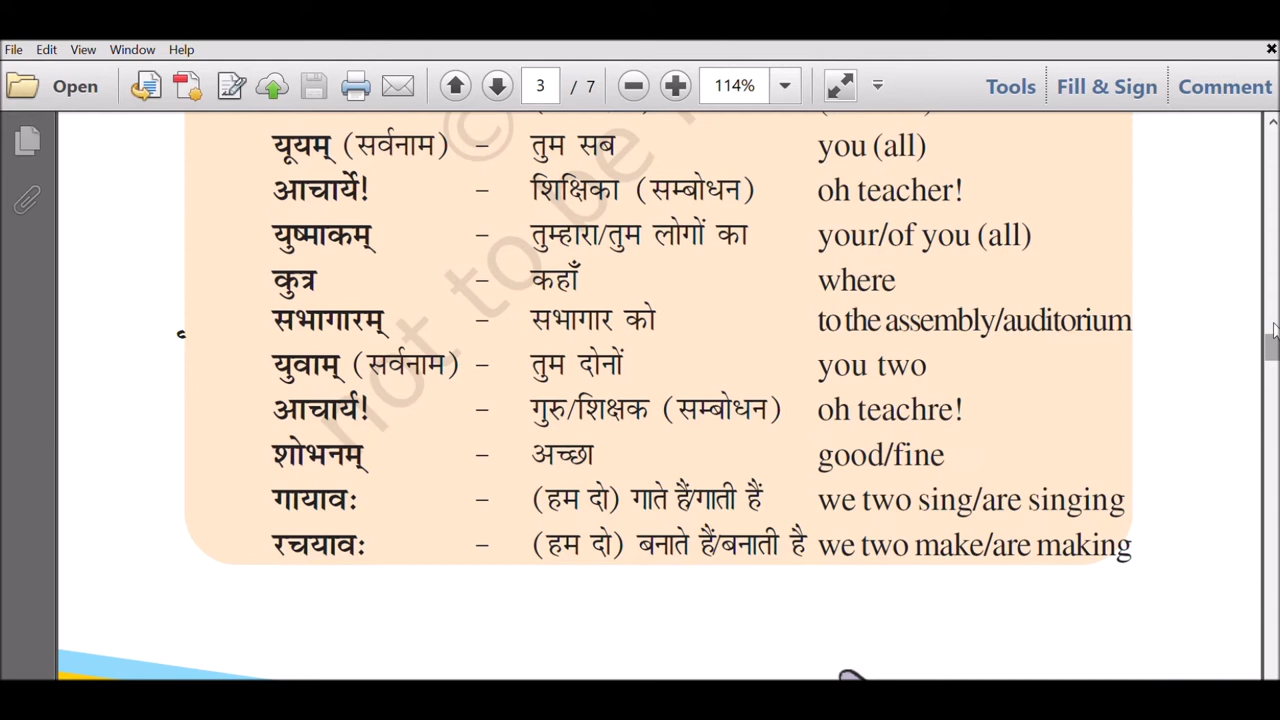 File Edit View Window Help
Open 3 / 7 114% Tools Fill & Sign Comment
यूयम् (सर्वनाम) – तुम सब you (all)
आचार्ये! – शिक्षिका (सम्बोधन) oh teacher!
युष्माकम् – तुम्हारा/तुम लोगों का your/of you (all)
कुत्र – कहाँ where
सभागारम् – सभागार को to the assembly/auditorium
युवाम् (सर्वनाम) – तुम दोनों you two
आचार्य! – गुरु/शिक्षक (सम्बोधन) oh teachre!
शोभनम् – अच्छा good/fine
गायावः – (हम दो) गाते हैं/गाती हैं we two sing/are singing
रचयावः – (हम दो) बनाते हैं/बनाती है we two make/are making
© not to be